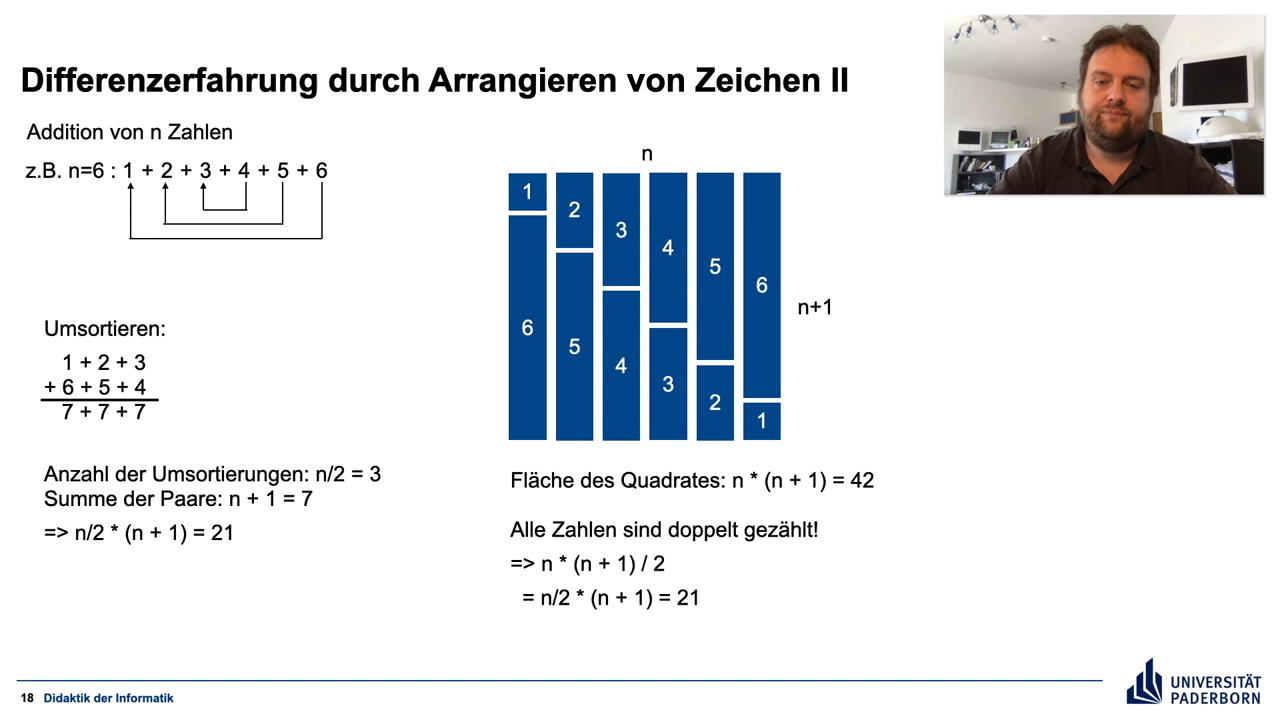 Differenzerfahrung durch Arrangieren von Zeichen II
Addition von n Zahlen
z.B. n=6 : 1 + 2 + 3 + 4 + 5 + 6
Umsortieren:
1 + 2 + 3
+ 6 + 5 + 4
7 + 7 + 7
Anzahl der Umsortierungen: n/2 = 3
Summe der Paare: n + 1 = 7
=> n/2 * (n + 1) = 21
n
1 2 3 4 5 6
6 5 4 3 2 1
n+1
Fläche des Quadrates: n * (n + 1) = 42
Alle Zahlen sind doppelt gezählt!
=> n * (n + 1) / 2
= n/2 * (n + 1) = 21
18 Didaktik der Informatik
UNIVERSITÄT
PADERBORN